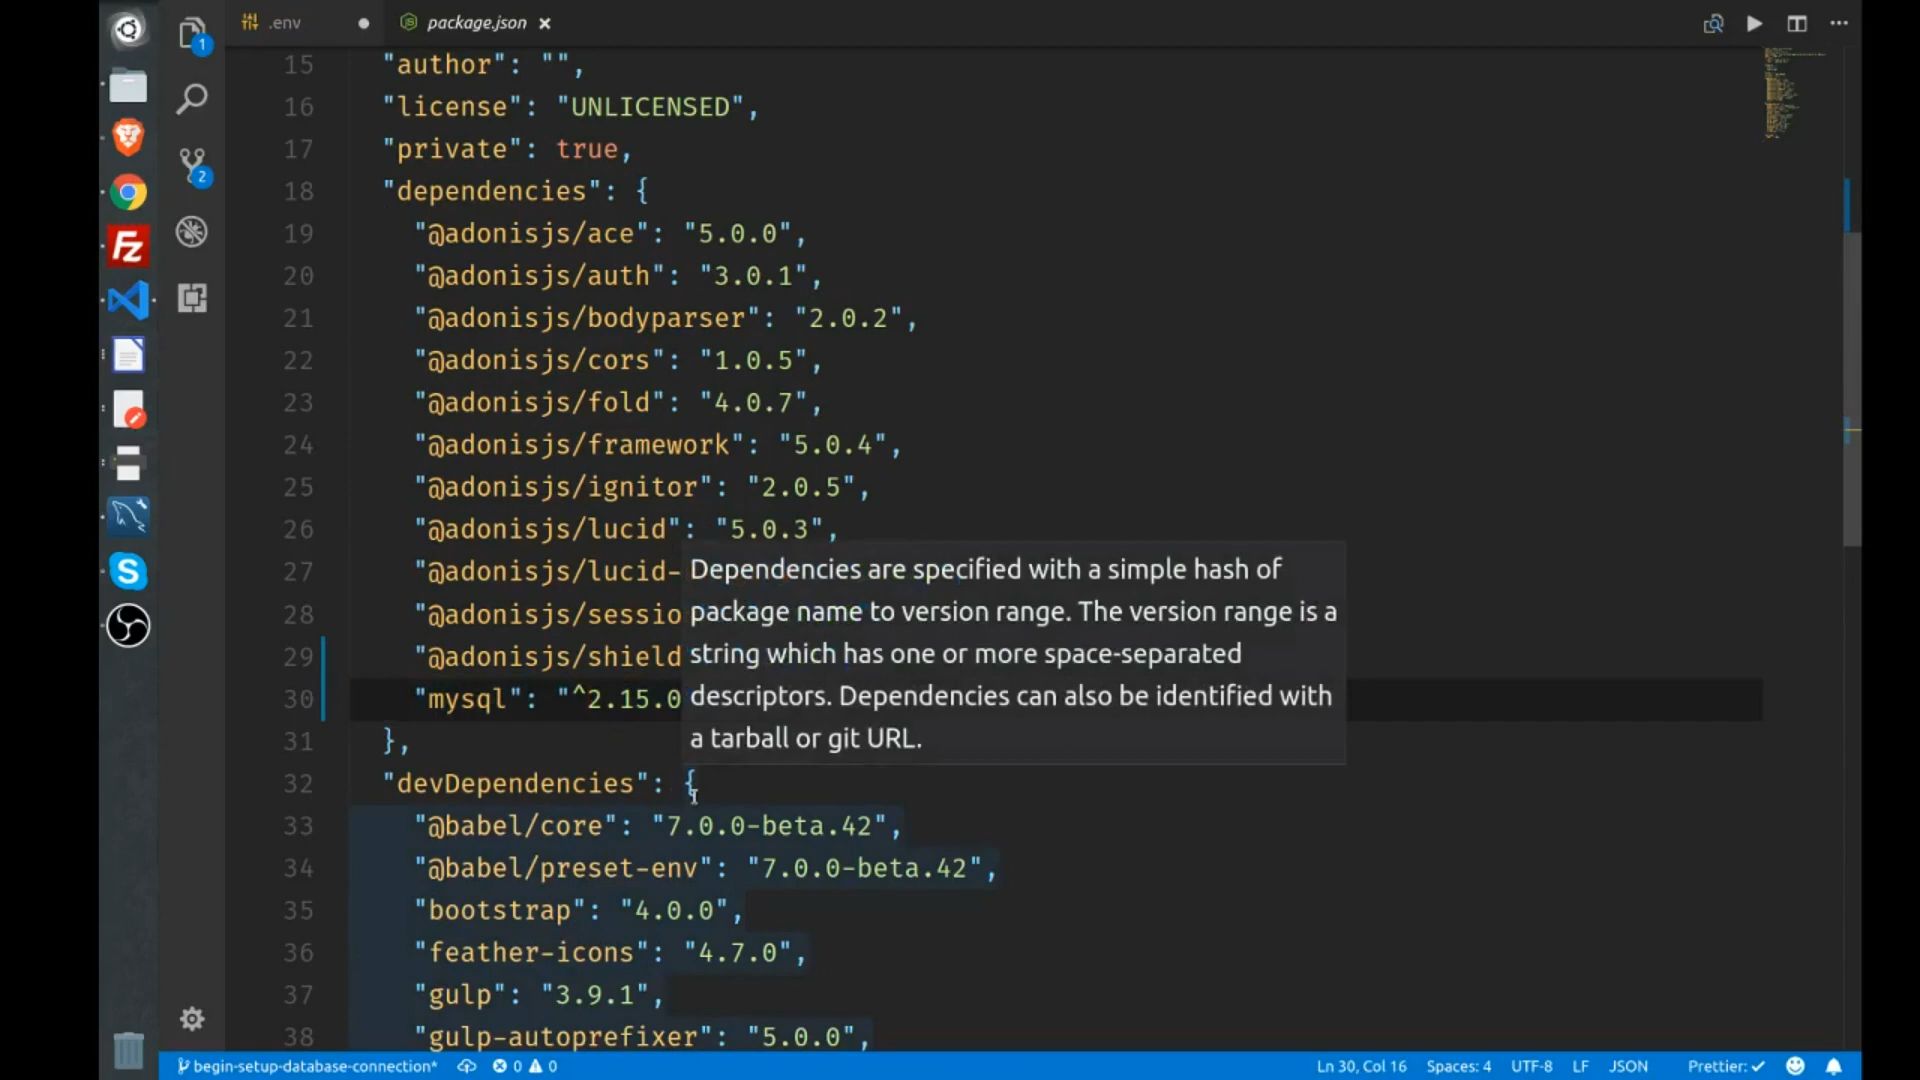 .env
package.json
1
15 "author": "",
16 "license": "UNLICENSED",
17 "private": true,
2
18 "dependencies": {
19 "@adonisjs/ace": "5.0.0",
20 "@adonisjs/auth": "3.0.1",
21 "@adonisjs/bodyparser": "2.0.2",
22 "@adonisjs/cors": "1.0.5",
23 "@adonisjs/fold": "4.0.7",
24 "@adonisjs/framework": "5.0.4",
25 "@adonisjs/ignitor": "2.0.5",
26 "@adonisjs/lucid": "5.0.3",
27 "@adonisjs/lucid-
28 "@adonisjs/sessio
29 "@adonisjs/shield
30 "mysql": "^2.15.0
Dependencies are specified with a simple hash of
package name to version range. The version range is a
string which has one or more space-separated
descriptors. Dependencies can also be identified with
a tarball or git URL.
31 },
32 "devDependencies": {
33 "@babel/core": "7.0.0-beta.42",
34 "@babel/preset-env": "7.0.0-beta.42",
35 "bootstrap": "4.0.0",
36 "feather-icons": "4.7.0",
37 "gulp": "3.9.1",
38 "gulp-autoprefixer": "5.0.0",
begin-setup-database-connection* 0 0 Ln 30, Col 16 Spaces: 4 UTF-8 LF JSON Prettier: ✓